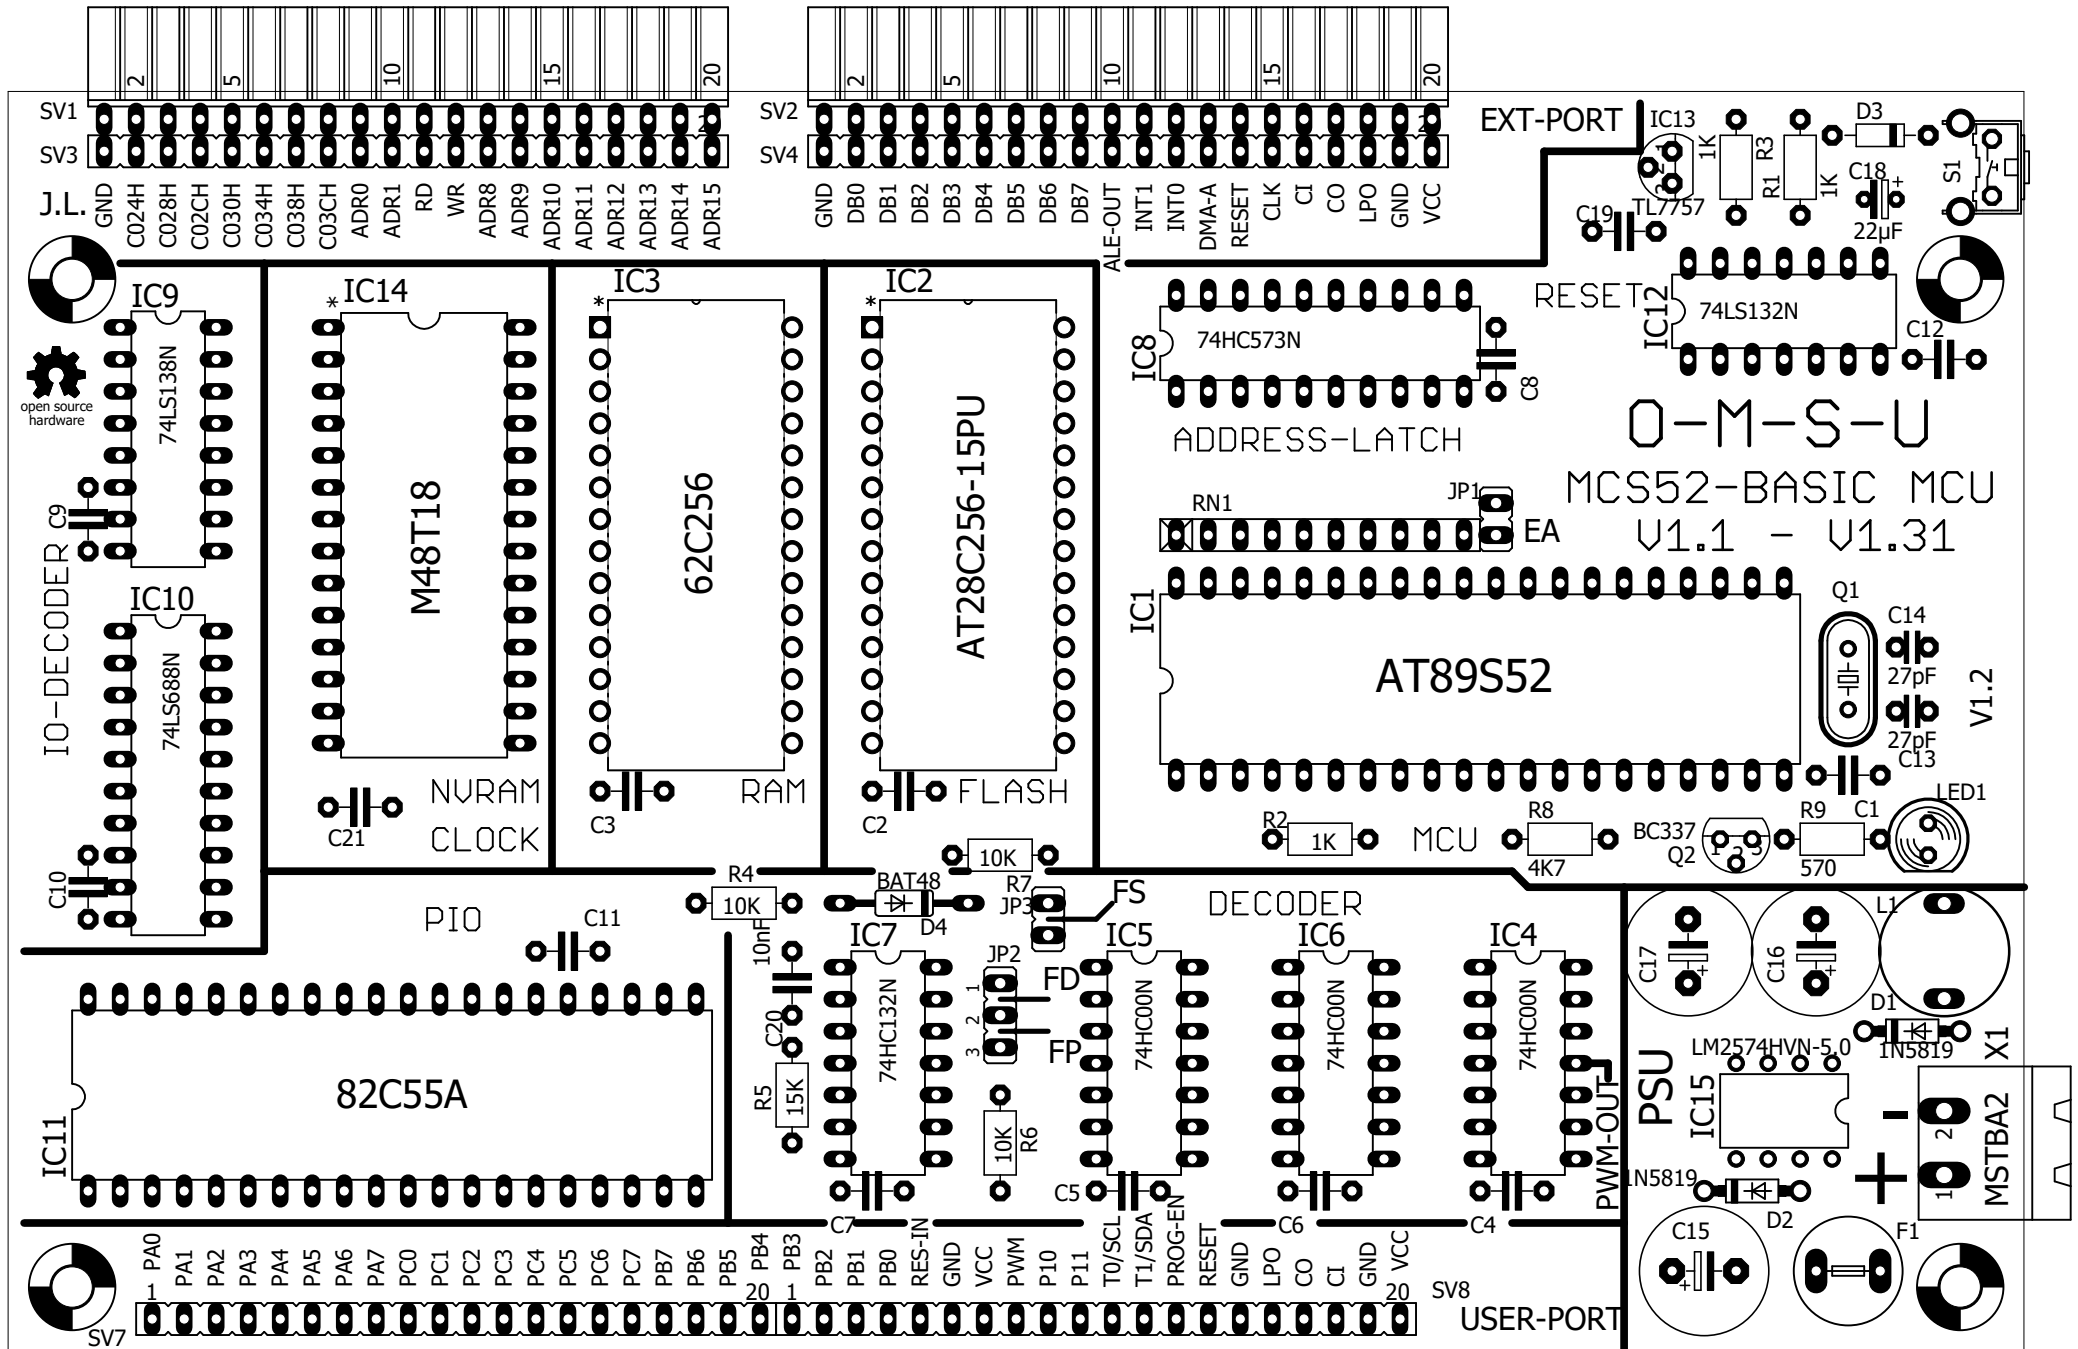 2 5 10 15 20
2 5 10 15 20
SV1
SV3
SV2
SV4
EXT-PORT
J.L.
GND
C024H
C028H
C02CH
C030H
C034H
C038H
C03CH
ADR0
ADR1
RD
WR
ADR8
ADR9
ADR10
ADR11
ADR12
ADR13
ADR14
ADR15
GND
DB0
DB1
DB2
DB3
DB4
DB5
DB6
DB7
ALE-OUT
INT1
INT0
DMA-A
RESET
CLK
CI
CO
LPO
GND
VCC
IC13
1
2
3
TL7757
1K
R3
R1
1K
D3
C18
+
22µF
S1
C19
RESET
IC12
74LS132N
C12
IC9
74LS138N
open source
hardware
C9
IO-DECODER
IC10
74LS688N
C10
*
IC14
M48T18
NVRAM
CLOCK
C21
IC3
*
62C256
C3
RAM
IC2
*
AT28C256-15PU
C2
FLASH
IC8
74HC573N
C8
ADDRESS-LATCH
O-M-S-U
MCS52-BASIC MCU
V1.1 - V1.31
RN1
JP1
EA
IC1
AT89S52
Q1
C14
27pF
27pF
C13
V1.2
C1
LED1
R2
1K
MCU
R8
4K7
BC337
Q2
1 2 3
R9
570
R4
10K
BAT48
D4
10K
R7
JP3
FS
DECODER
PIO
C11
IC11
82C55A
10nF
C20
R5
15K
IC7
74HC132N
C7
JP2
1
2
3
FD
FP
10K
R6
IC5
74HC00N
C5
IC6
74HC00N
C6
IC4
74HC00N
C4
PWM-OUT
C17
+
C16
+
L1
D1
1N5819
PSU
LM2574HVN-5.0
IC15
X1
MSTBA2
-
2
+
1
1N5819
D2
C15
+
F1
PA0
PA1
PA2
PA3
PA4
PA5
PA6
PA7
PC0
PC1
PC2
PC3
PC4
PC5
PC6
PC7
PB7
PB6
PB5
PB4
PB3
PB2
PB1
PB0
RES-IN
GND
VCC
PWM
P10
P11
T0/SCL
T1/SDA
PROG-EN
RESET
GND
LPO
CO
CI
GND
VCC
1 20 1 20
SV7
SV8
USER-PORT